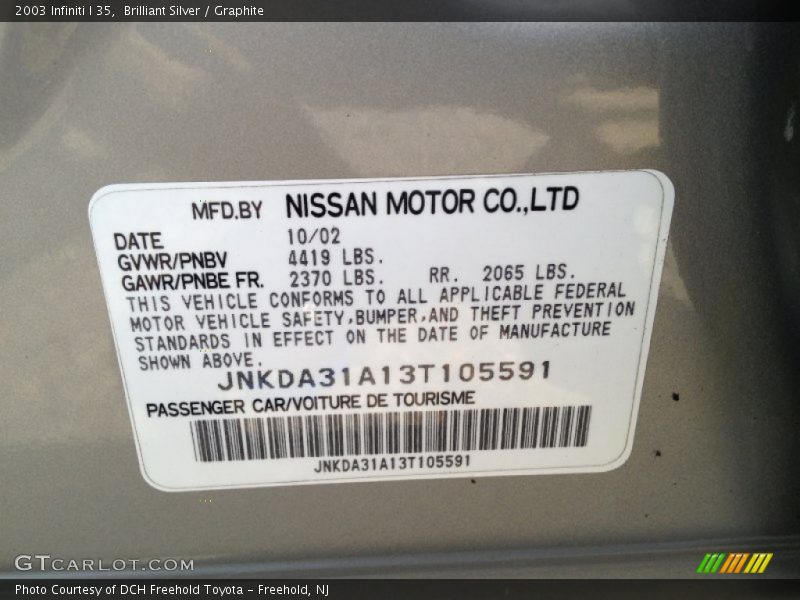 2003 Infiniti I 35,  Brilliant Silver / Graphite
MFD.BY NISSAN MOTOR CO.,LTD
DATE 10/02
GVWR/PNBV 4419 LBS.
GAWR/PNBE FR. 2370 LBS. RR. 2065 LBS.
THIS VEHICLE CONFORMS TO ALL APPLICABLE FEDERAL
MOTOR VEHICLE SAFETY,BUMPER,AND THEFT PREVENTION
STANDARDS IN EFFECT ON THE DATE OF MANUFACTURE
SHOWN ABOVE.
JNKDA31A13T105591
PASSENGER CAR/VOITURE DE TOURISME
JNKDA31A13T105591
GTCARLOT.COM
Photo Courtesy of DCH Freehold Toyota - Freehold, NJ